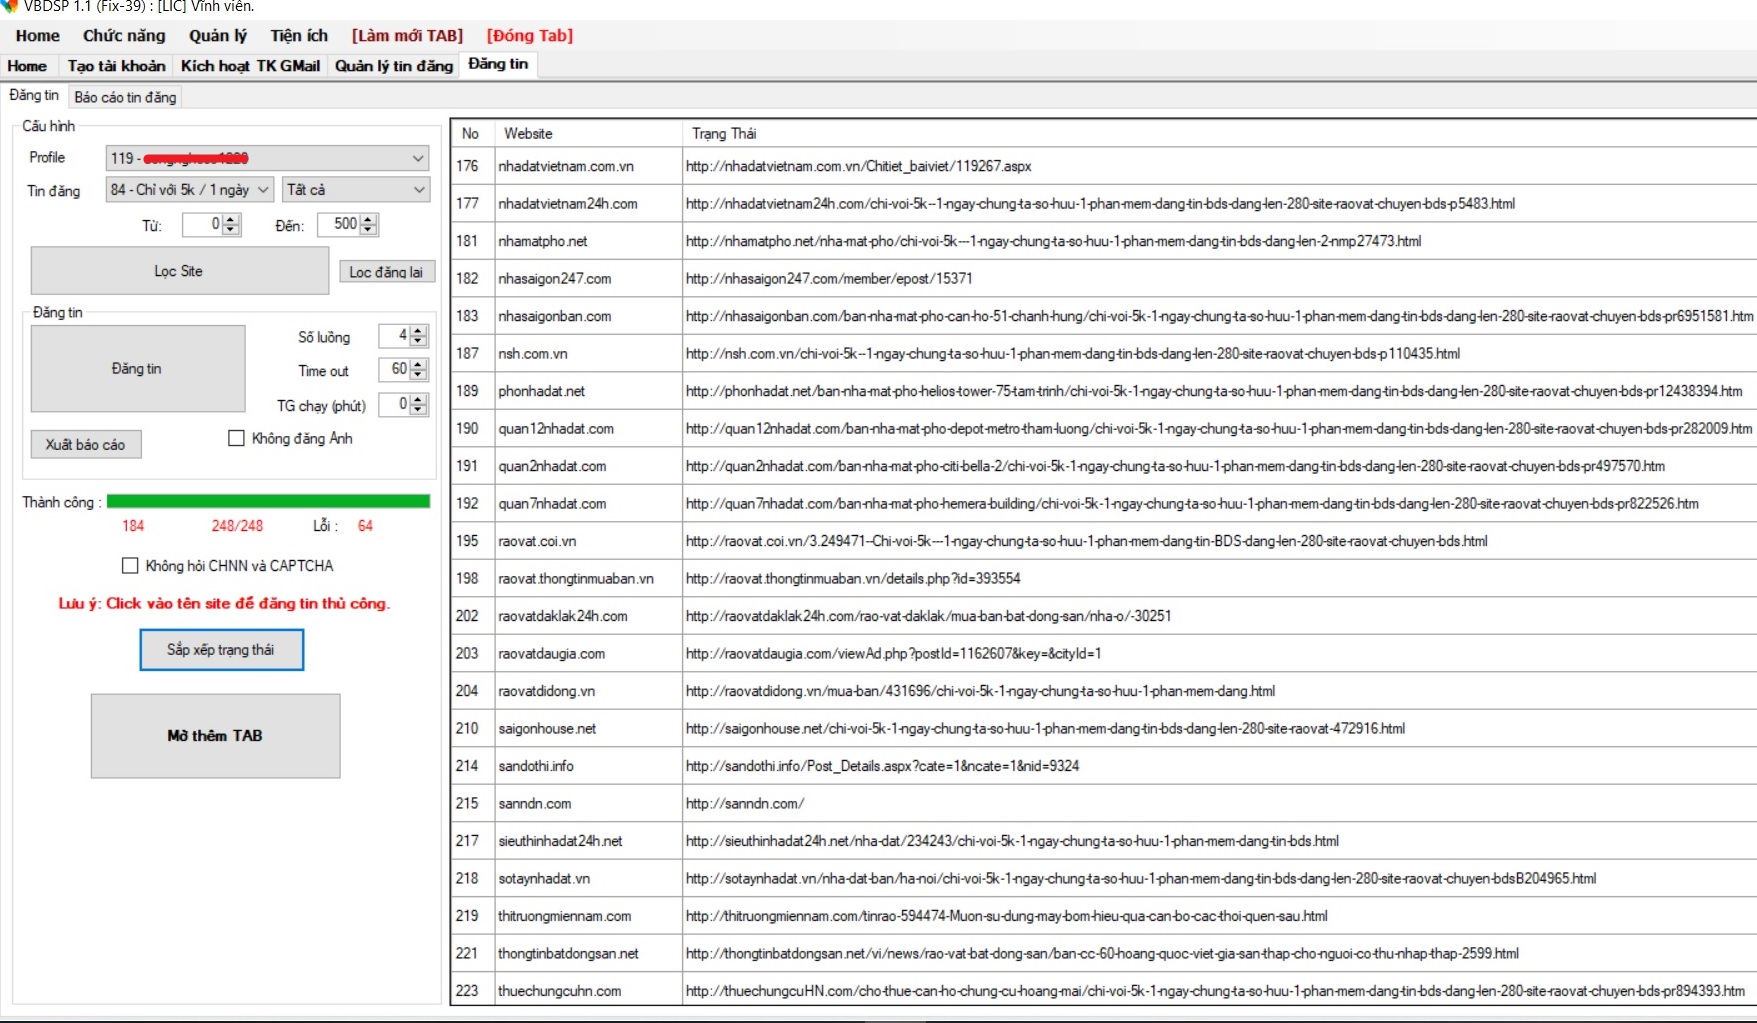 VBDSP 1.1 (Fix-39) : [LIC] Vĩnh viễn.
Home Chức năng Quản lý Tiện ích [Làm mới TAB] [Đóng Tab]
Home Tạo tài khoản Kích hoạt TK GMail Quản lý tin đăng Đăng tin
Đăng tin Báo cáo tin đăng
Cấu hình
Profile 119 -
Tin đăng 84 - Chỉ với 5k / 1 ngày Tất cả
Từ: 0 Đến: 500
Lọc Site Lọc đăng lại
Đăng tin
Đăng tin
Số luồng 4
Time out 60
TG chạy (phút) 0
Xuất báo cáo Không đăng Ảnh
Thành công :
184 248/248 Lỗi : 64
Không hỏi CHNN và CAPTCHA
Lưu ý: Click vào tên site để đăng tin thủ công.
Sắp xếp trạng thái
Mở thêm TAB
No Website Trạng Thái
176 nhadatvietnam.com.vn http://nhadatvietnam.com.vn/Chitiet_baiviet/119267.aspx
177 nhadatvietnam24h.com http://nhadatvietnam24h.com/chi-voi-5k--1-ngay-chung-ta-so-huu-1-phan-mem-dang-tin-bds-dang-len-280-site-raovat-chuyen-bds-p5483.html
181 nhamatpho.net http://nhamatpho.net/nha-mat-pho/chi-voi-5k---1-ngay-chung-ta-so-huu-1-phan-mem-dang-tin-bds-dang-len-2-nmp27473.html
182 nhasaigon247.com http://nhasaigon247.com/member/epost/15371
183 nhasaigonban.com http://nhasaigonban.com/ban-nha-mat-pho-can-ho-51-chanh-hung/chi-voi-5k-1-ngay-chung-ta-so-huu-1-phan-mem-dang-tin-bds-dang-len-280-site-raovat-chuyen-bds-pr6951581.htm
187 nsh.com.vn http://nsh.com.vn/chi-voi-5k--1-ngay-chung-ta-so-huu-1-phan-mem-dang-tin-bds-dang-len-280-site-raovat-chuyen-bds-p110435.html
189 phonhadat.net http://phonhadat.net/ban-nha-mat-pho-helios-tower-75-tam-trinh/chi-voi-5k-1-ngay-chung-ta-so-huu-1-phan-mem-dang-tin-bds-dang-len-280-site-raovat-chuyen-bds-pr12438394.htm
190 quan12nhadat.com http://quan12nhadat.com/ban-nha-mat-pho-depot-metro-tham-luong/chi-voi-5k-1-ngay-chung-ta-so-huu-1-phan-mem-dang-tin-bds-dang-len-280-site-raovat-chuyen-bds-pr282009.htm
191 quan2nhadat.com http://quan2nhadat.com/ban-nha-mat-pho-citi-bella-2/chi-voi-5k-1-ngay-chung-ta-so-huu-1-phan-mem-dang-tin-bds-dang-len-280-site-raovat-chuyen-bds-pr497570.htm
192 quan7nhadat.com http://quan7nhadat.com/ban-nha-mat-pho-hemera-building/chi-voi-5k-1-ngay-chung-ta-so-huu-1-phan-mem-dang-tin-bds-dang-len-280-site-raovat-chuyen-bds-pr822526.htm
195 raovat.coi.vn http://raovat.coi.vn/3.249471--Chi-voi-5k---1-ngay-chung-ta-so-huu-1-phan-mem-dang-tin-BDS-dang-len-280-site-raovat-chuyen-bds.html
198 raovat.thongtinmuaban.vn http://raovat.thongtinmuaban.vn/details.php?id=393554
202 raovatdaklak24h.com http://raovatdaklak24h.com/rao-vat-daklak/mua-ban-bat-dong-san/nha-o/-30251
203 raovatdaugia.com http://raovatdaugia.com/viewAd.php?postId=1162607&key=&cityId=1
204 raovatdidong.vn http://raovatdidong.vn/mua-ban/431696/chi-voi-5k-1-ngay-chung-ta-so-huu-1-phan-mem-dang.html
210 saigonhouse.net http://saigonhouse.net/chi-voi-5k-1-ngay-chung-ta-so-huu-1-phan-mem-dang-tin-bds-dang-len-280-site-raovat-472916.html
214 sandothi.info http://sandothi.info/Post_Details.aspx?cate=1&ncate=1&nid=9324
215 sanndn.com http://sanndn.com/
217 sieuthinhadat24h.net http://sieuthinhadat24h.net/nha-dat/234243/chi-voi-5k-1-ngay-chung-ta-so-huu-1-phan-mem-dang-tin-bds.html
218 sotaynhadat.vn http://sotaynhadat.vn/nha-dat-ban/ha-noi/chi-voi-5k-1-ngay-chung-ta-so-huu-1-phan-mem-dang-tin-bds-dang-len-280-site-raovat-chuyen-bdsB204965.html
219 thitruongmiennam.com http://thitruongmiennam.com/tinrao-594474-Muon-su-dung-may-bom-hieu-qua-can-bo-cac-thoi-quen-sau.html
221 thongtinbatdongsan.net http://thongtinbatdongsan.net/vi/news/rao-vat-bat-dong-san/ban-cc-60-hoang-quoc-viet-gia-san-thap-cho-nguoi-co-thu-nhap-thap-2599.html
223 thuechungcuhn.com http://thuechungcuHN.com/cho-thue-can-ho-chung-cu-hoang-mai/chi-voi-5k-1-ngay-chung-ta-so-huu-1-phan-mem-dang-tin-bds-dang-len-280-site-raovat-chuyen-bds-pr894393.htm